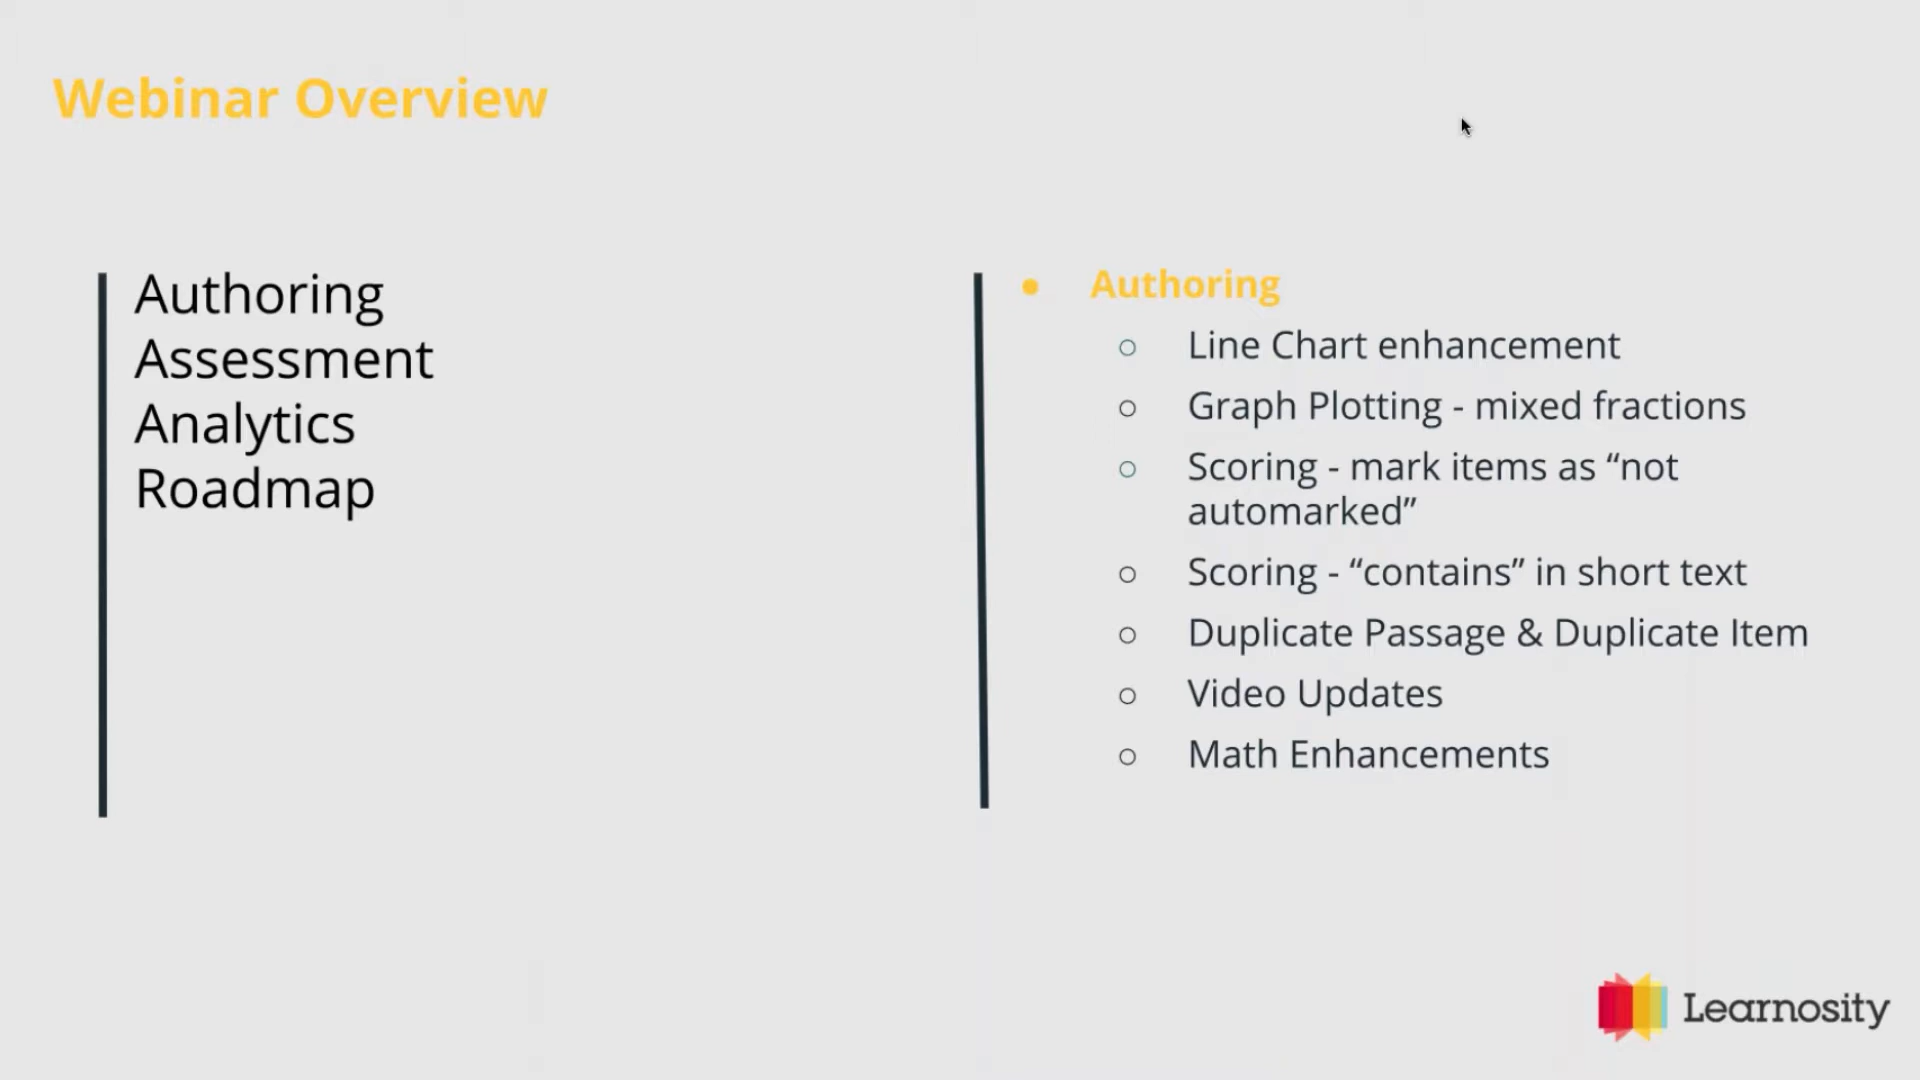 Webinar Overview
Authoring
Assessment
Analytics
Roadmap
Authoring
Line Chart enhancement
Graph Plotting - mixed fractions
Scoring - mark items as “not
automarked”
Scoring - “contains” in short text
Duplicate Passage & Duplicate Item
Video Updates
Math Enhancements
Learnosity